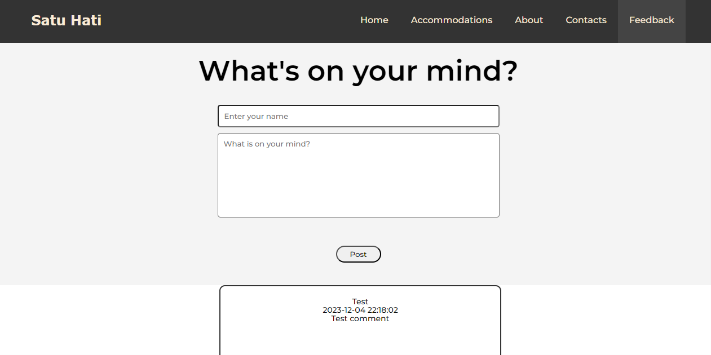 Satu Hati
Home Accommodations About Contacts Feedback
What's on your mind?
Enter your name
What is on your mind?
Post
Test
2023-12-04 22:18:02
Test comment